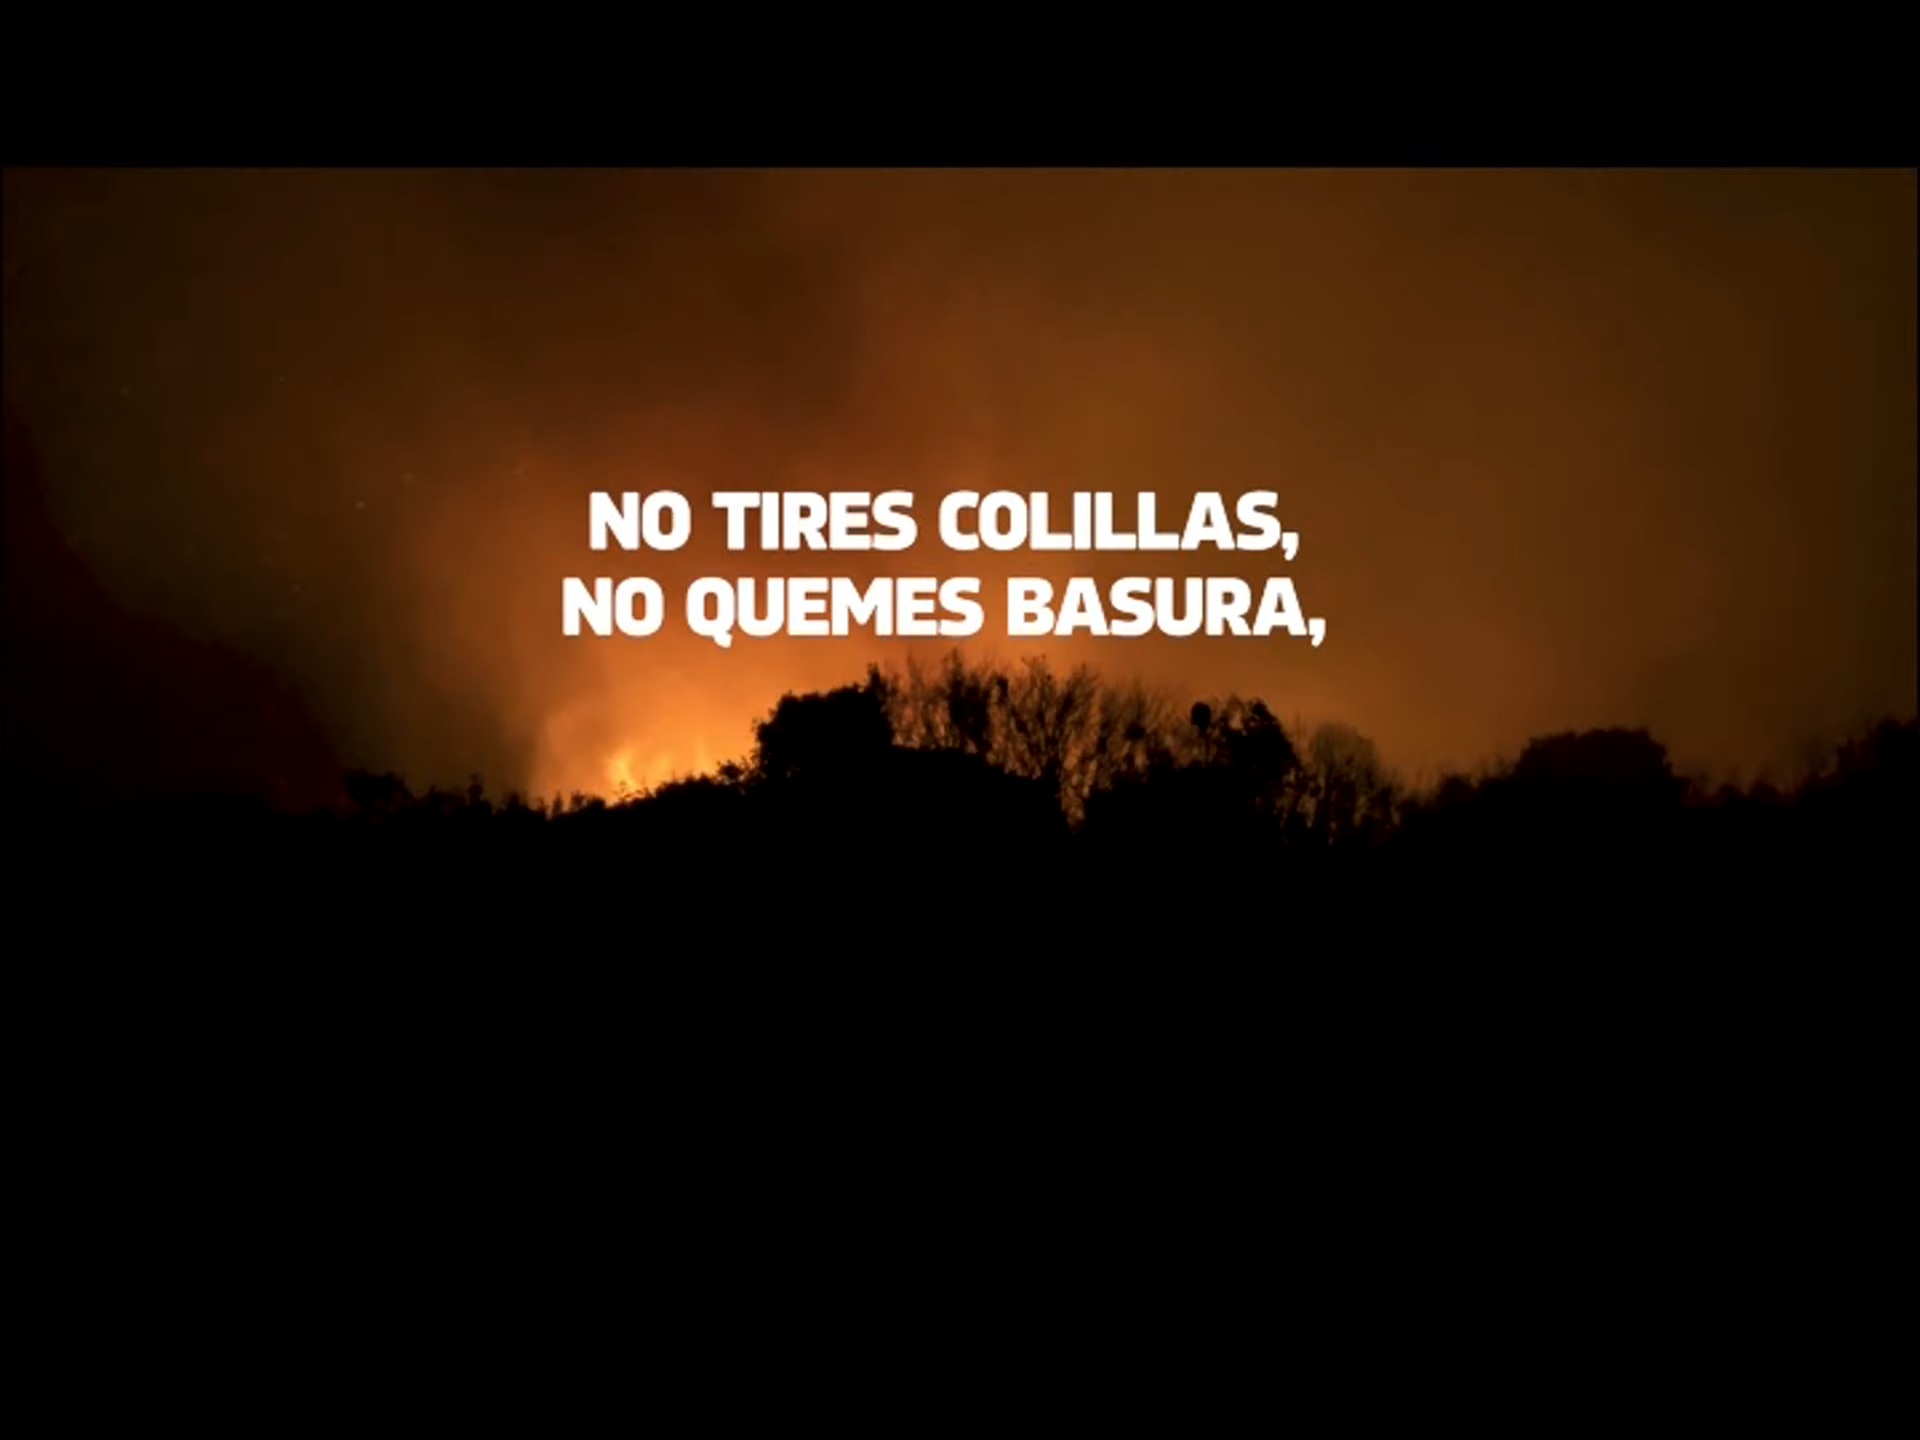 NO TIRES COLILLAS,
NO QUEMES BASURA,